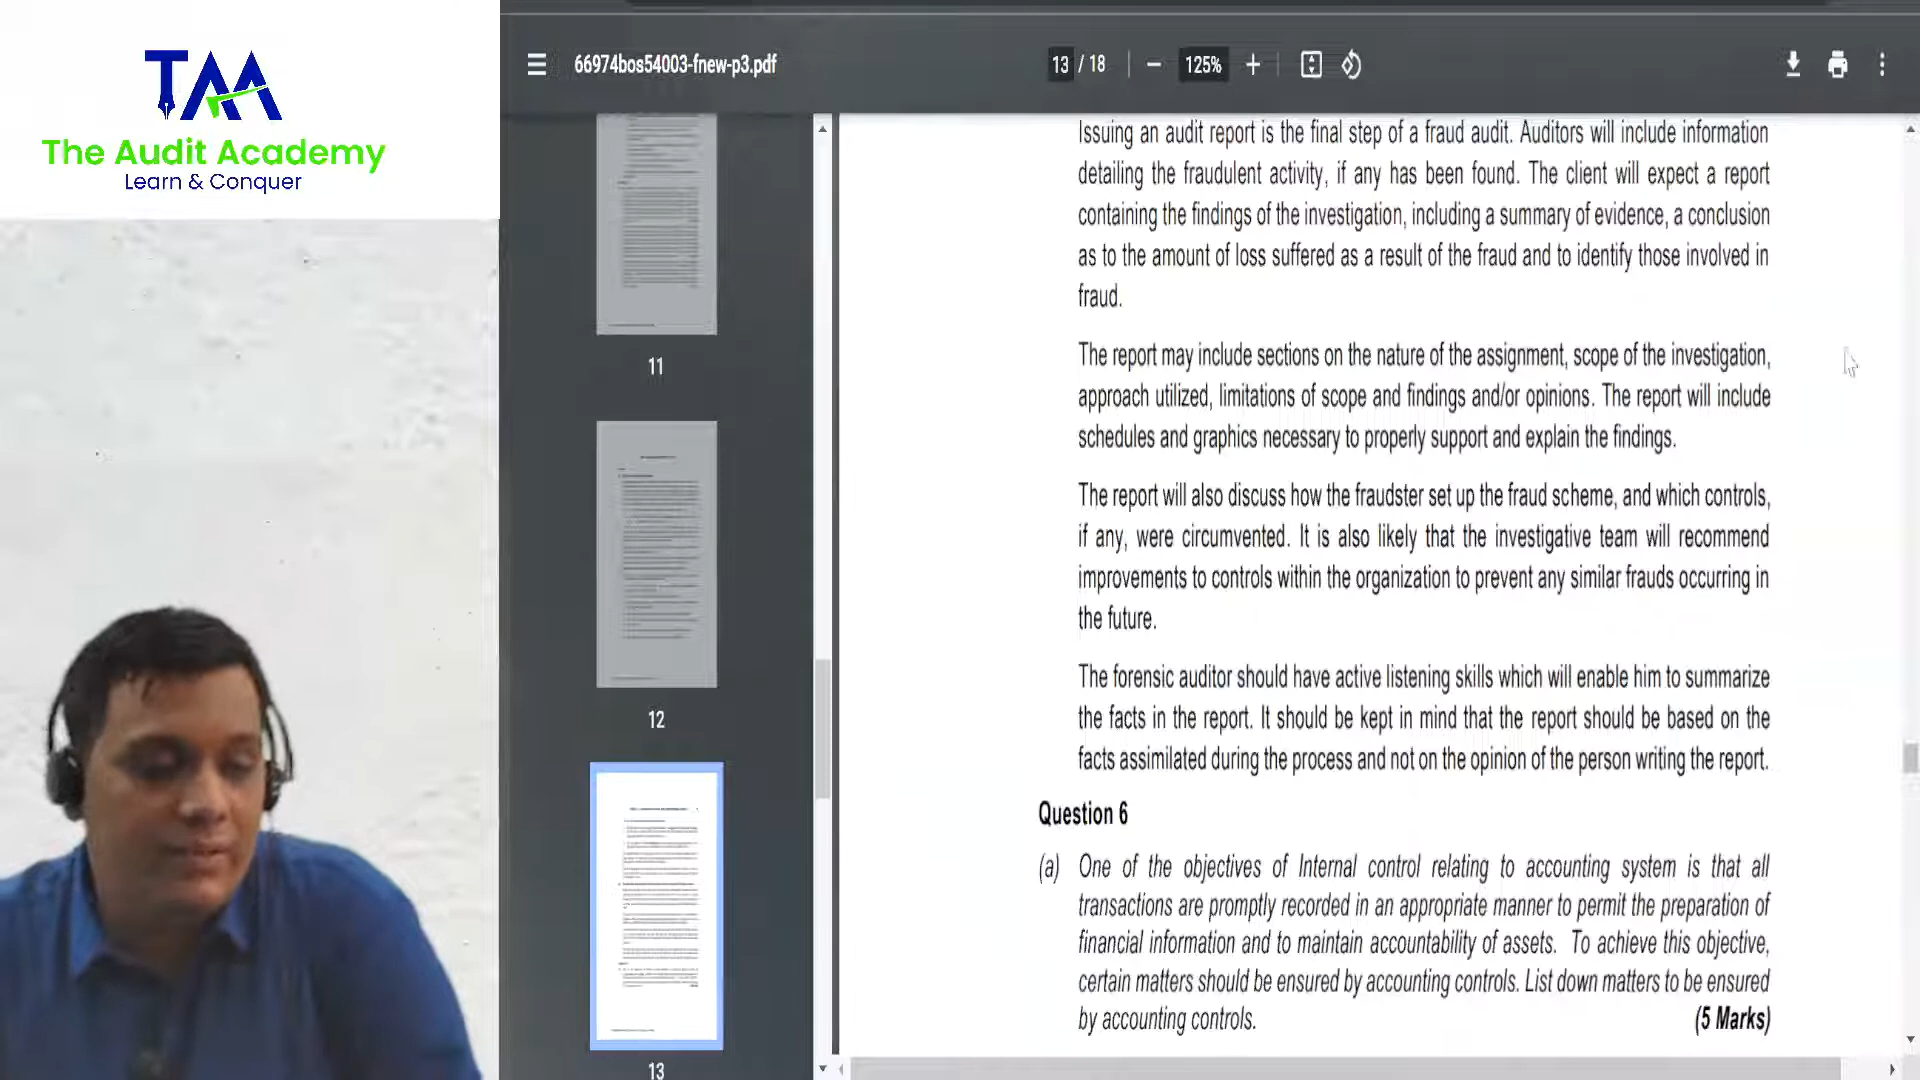 TAA
The Audit Academy
Learn & Conquer
66974bos54003-fnew-p3.pdf
13 / 18
125%
11
12
13
Issuing an audit report is the final step of a fraud audit. Auditors will include information
detailing the fraudulent activity, if any has been found. The client will expect a report
containing the findings of the investigation, including a summary of evidence, a conclusion
as to the amount of loss suffered as a result of the fraud and to identify those involved in
fraud.
The report may include sections on the nature of the assignment, scope of the investigation,
approach utilized, limitations of scope and findings and/or opinions. The report will include
schedules and graphics necessary to properly support and explain the findings.
The report will also discuss how the fraudster set up the fraud scheme, and which controls,
if any, were circumvented. It is also likely that the investigative team will recommend
improvements to controls within the organization to prevent any similar frauds occurring in
the future.
The forensic auditor should have active listening skills which will enable him to summarize
the facts in the report. It should be kept in mind that the report should be based on the
facts assimilated during the process and not on the opinion of the person writing the report.
Question 6
(a) One of the objectives of Internal control relating to accounting system is that all
transactions are promptly recorded in an appropriate manner to permit the preparation of
financial information and to maintain accountability of assets. To achieve this objective,
certain matters should be ensured by accounting controls. List down matters to be ensured
by accounting controls. (5 Marks)